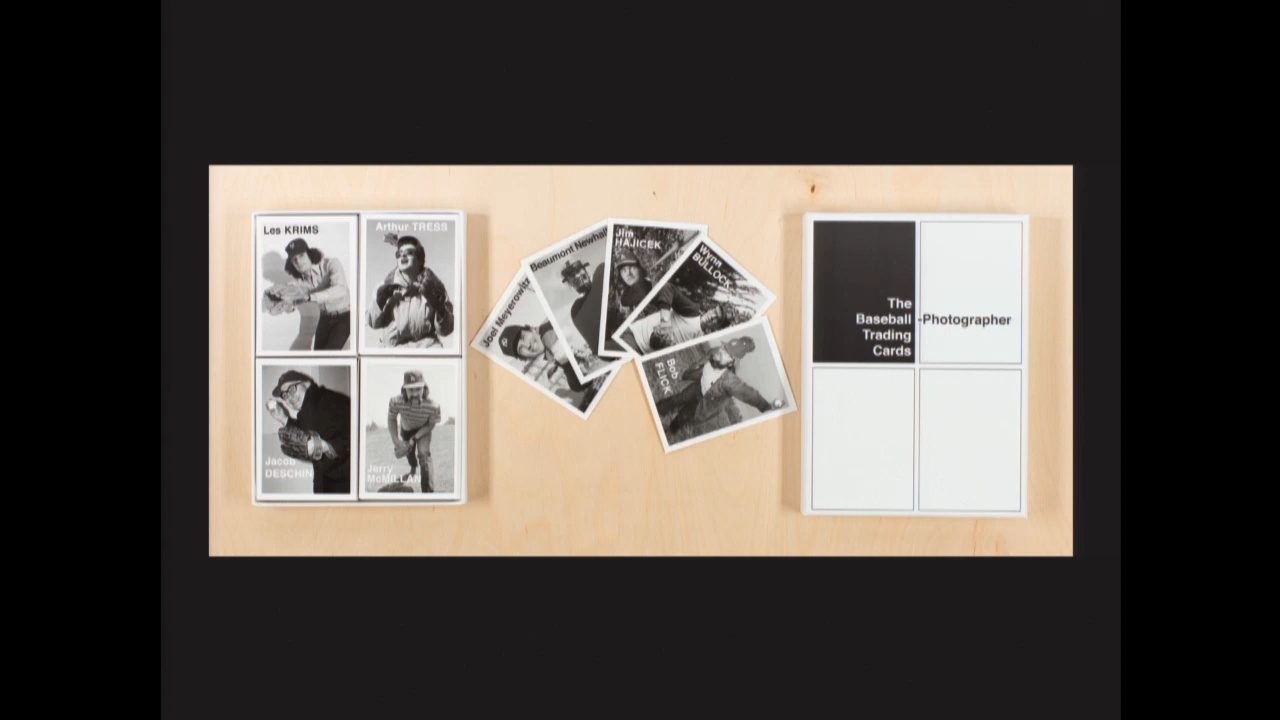 Les KRIMS
Arthur TRESS
Jacob
DESCHIN
Jerry
McMILLAN
Joel Meyerowitz
Beaumont Newhall
Jim
HAJICEK
Wynn
BULLOCK
Bob
FLICK
The
Baseball -Photographer
Trading
Cards